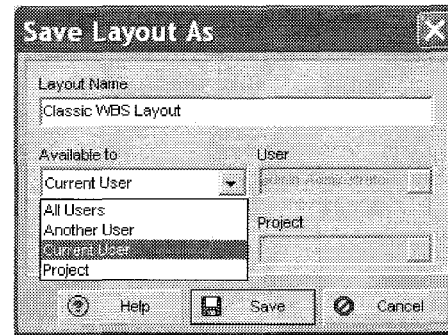 Save Layout As
Layout Name
Classic WBS Layout
Available to
User
Current User
All Users
Another User
Current User
Project
Project
Help
Save
Cancel